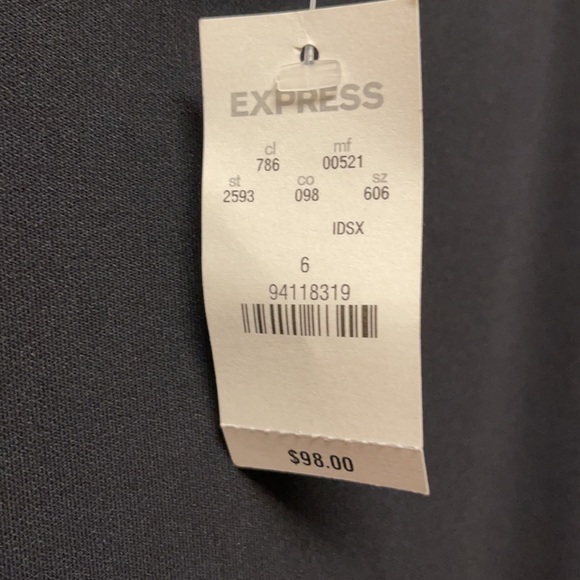 EXPRESS
cl mf
786 00521
st co sz
2593 098 606
IDSX
6
94118319
$98.00